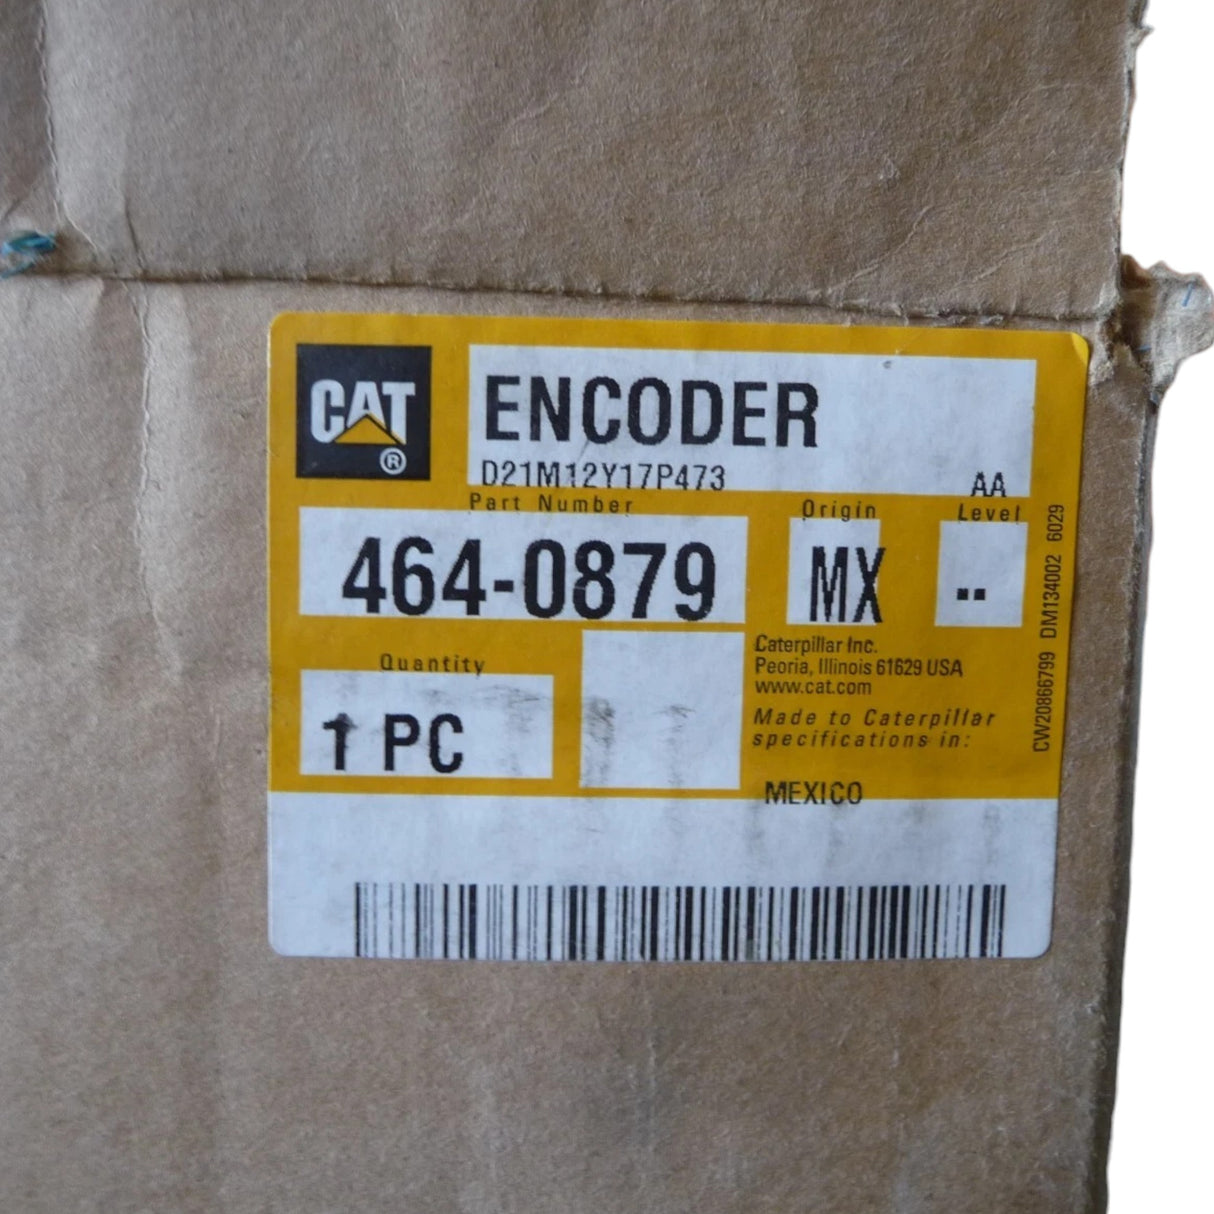 CAT
®
ENCODER
D21M12Y17P473
AA
Part Number
Origin
Level
464-0879
MX
--
Quantity
1 PC
Caterpillar Inc.
Peoria, Illinois 61629 USA
www.cat.com
Made to Caterpillar
specifications in:
MEXICO
CW20866799 DM134002 6029